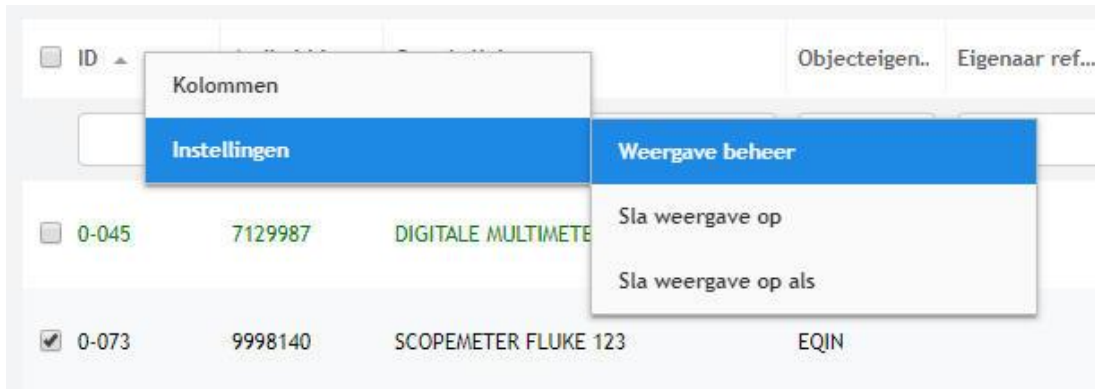 ID
Objecteigen..
Eigenaar ref...
Kolommen
Instellingen
Weergave beheer
Sla weergave op
Sla weergave op als
0-045 7129987 DIGITALE MULTIMETE
0-073 9998140 SCOPEMETER FLUKE 123 EQIN